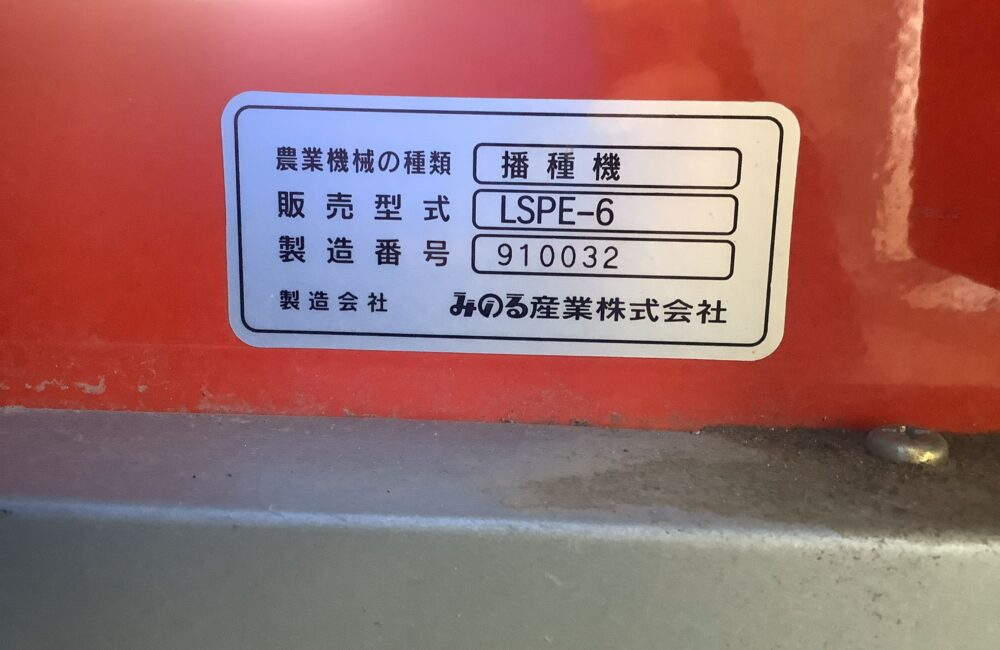 農業機械の種類 播種機
販売型式 LSPE-6
製造番号 910032
製造会社 みのる産業株式会社